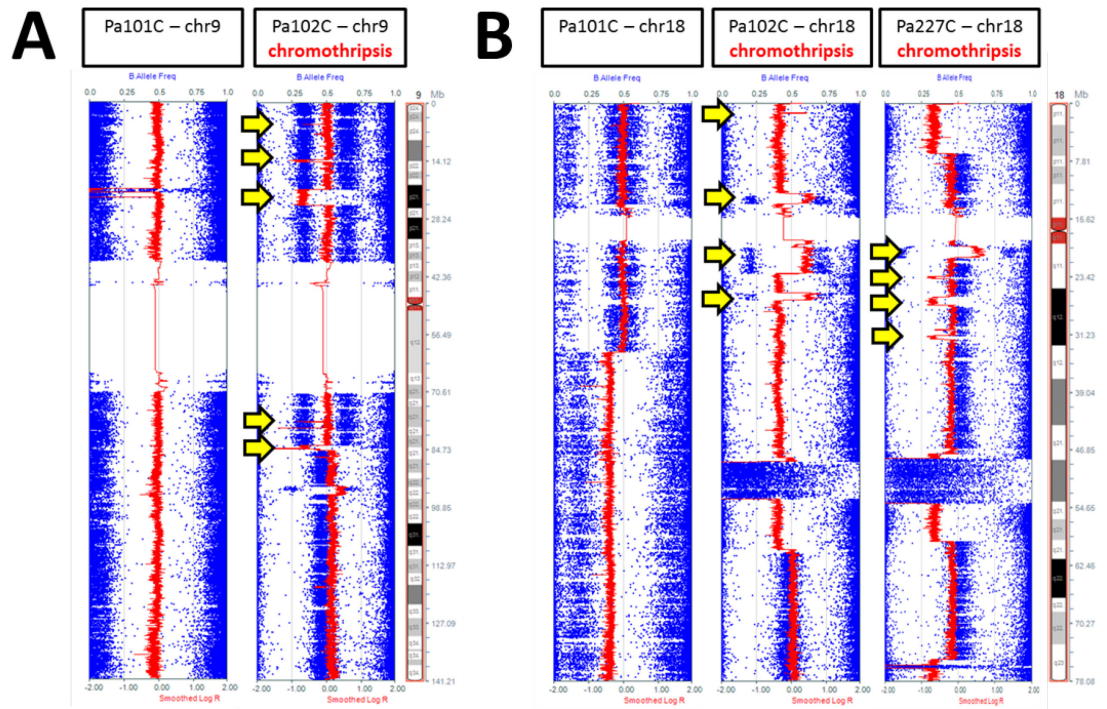 A
Pa101C – chr9
Pa102C – chr9
chromothripsis
B Allele Freq
0.0 0.25 0.5 0.75 1.0
B Allele Freq
0.0 0.25 0.5 0.75 1.0
9 Mb
0
14.12
28.24
42.36
56.49
70.61
84.73
98.85
112.97
127.09
141.21
-2.00 -1.00 0.0 1.00 2.00
Smoothed Log R
-2.00 -1.00 0.0 1.00 2.00
Smoothed Log R
B
Pa101C – chr18
Pa102C – chr18
chromothripsis
Pa227C – chr18
chromothripsis
B Allele Freq
0.0 0.25 0.5 0.75 1.0
B Allele Freq
0.0 0.25 0.5 0.75 1.0
B Allele Freq
0.0 0.25 0.5 0.75 1.0
18 Mb
0
7.81
15.62
23.42
31.23
39.04
46.85
54.65
62.46
70.27
78.08
-2.00 -1.00 0.0 1.00 2.00
Smoothed Log R
-2.00 -1.00 0.0 1.00 2.00
Smoothed Log R
-2.00 -1.00 0.00 1.00 2.00
Smoothed Log R